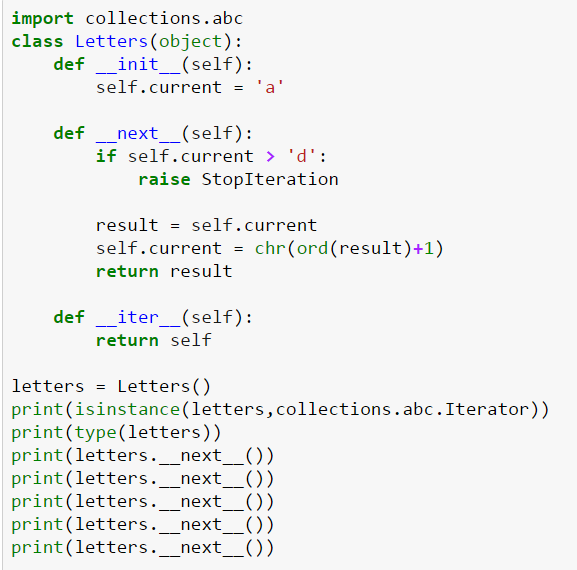 import collections.abc
class Letters(object):
    def __init__(self):
        self.current = 'a'

    def __next__(self):
        if self.current > 'd':
            raise StopIteration

        result = self.current
        self.current = chr(ord(result)+1)
        return result

    def __iter__(self):
        return self

letters = Letters()
print(isinstance(letters,collections.abc.Iterator))
print(type(letters))
print(letters.__next__())
print(letters.__next__())
print(letters.__next__())
print(letters.__next__())
print(letters.__next__())